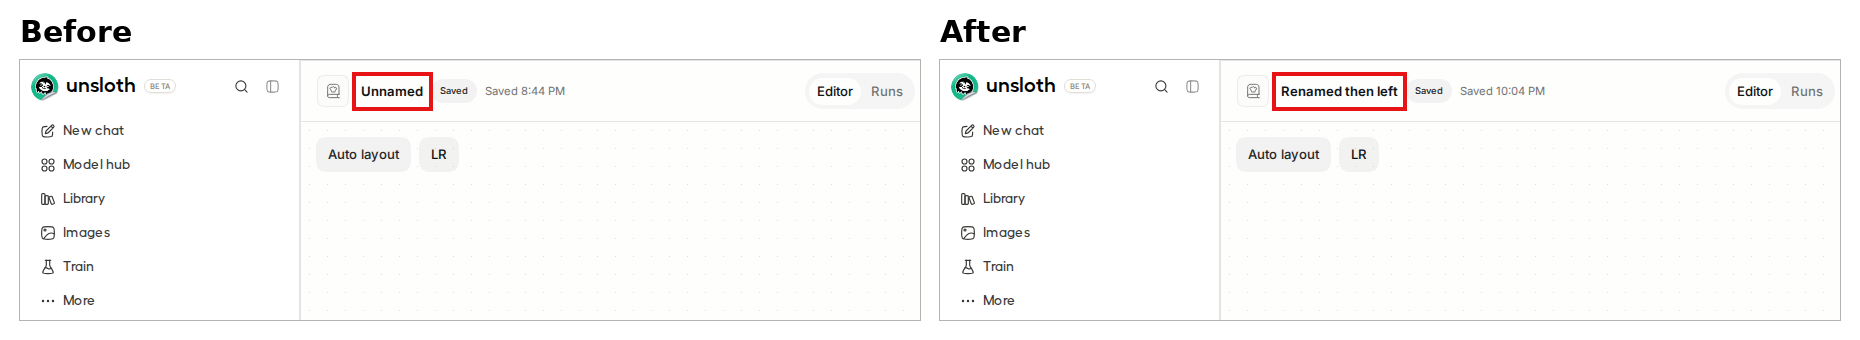 Before
unsloth BETA
Unnamed Saved Saved 8:44 PM Editor Runs
New chat
Auto layout LR
Model hub
Library
Images
Train
More
After
unsloth BETA
Renamed then left Saved Saved 10:04 PM Editor Runs
New chat
Auto layout LR
Model hub
Library
Images
Train
More